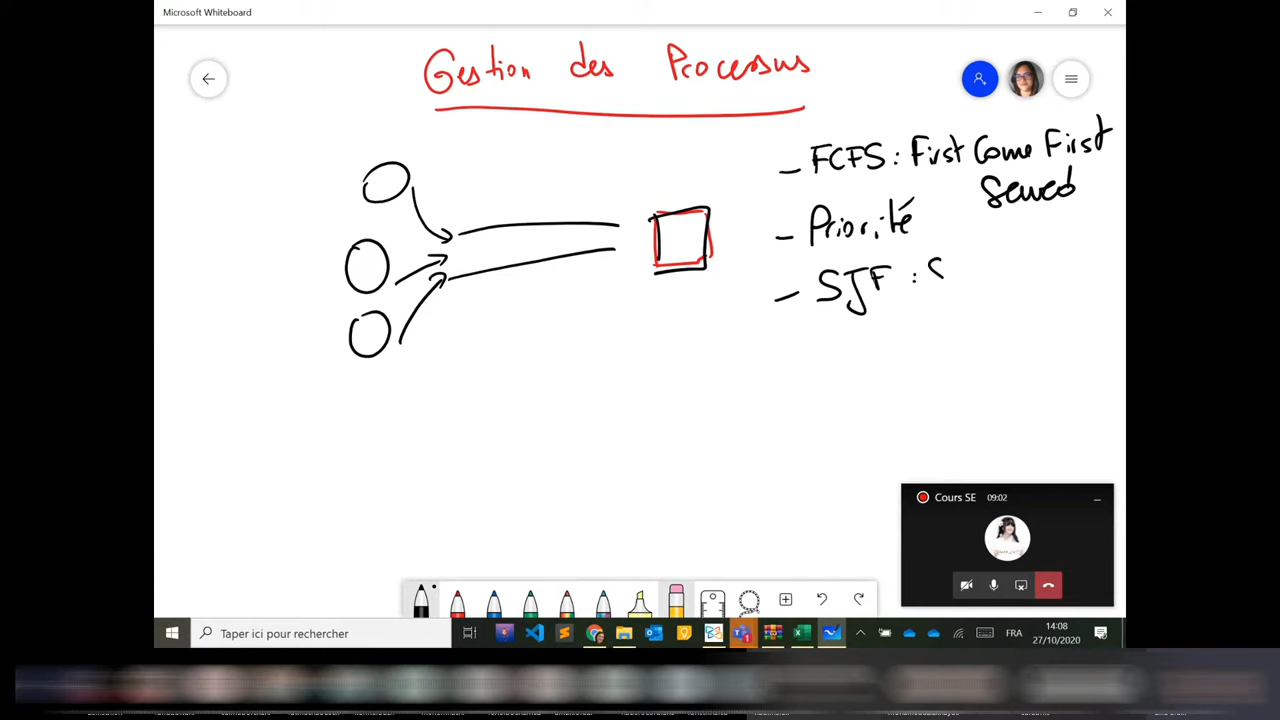 Microsoft Whiteboard
Gestion des Processus
- FCFS : First Come First
Served
- Priorité
- SJF : S
Cours SE 09:02
Taper ici pour rechercher
FRA
14:08
27/10/2020